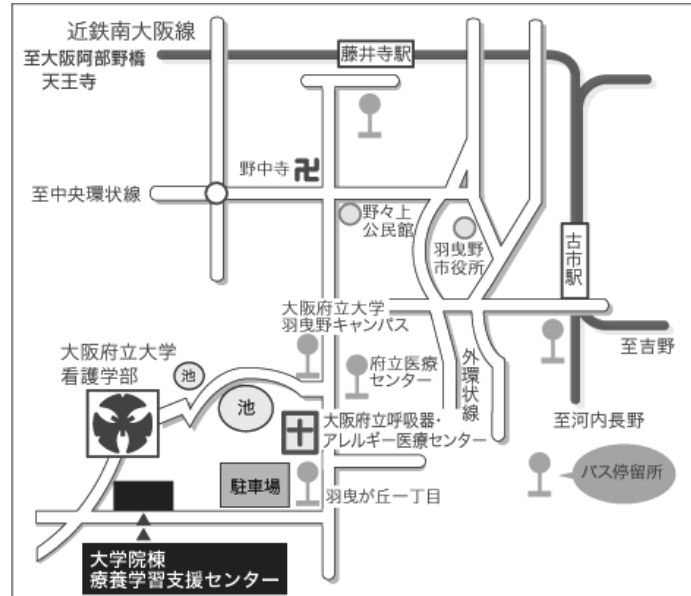 近鉄南大阪線
至大阪阿部野橋
天王寺
藤井寺駅
野中寺
卍
至中央環状線
野々上
公民館
羽曳野
市役所
古市駅
大阪府立大学
羽曳野キャンパス
外環状線
至吉野
大阪府立大学
看護学部
池
池
府立医療
センター
至河内長野
大阪府立呼吸器・
アレルギー医療センター
バス停留所
駐車場
羽曳が丘一丁目
大学院棟
療養学習支援センター